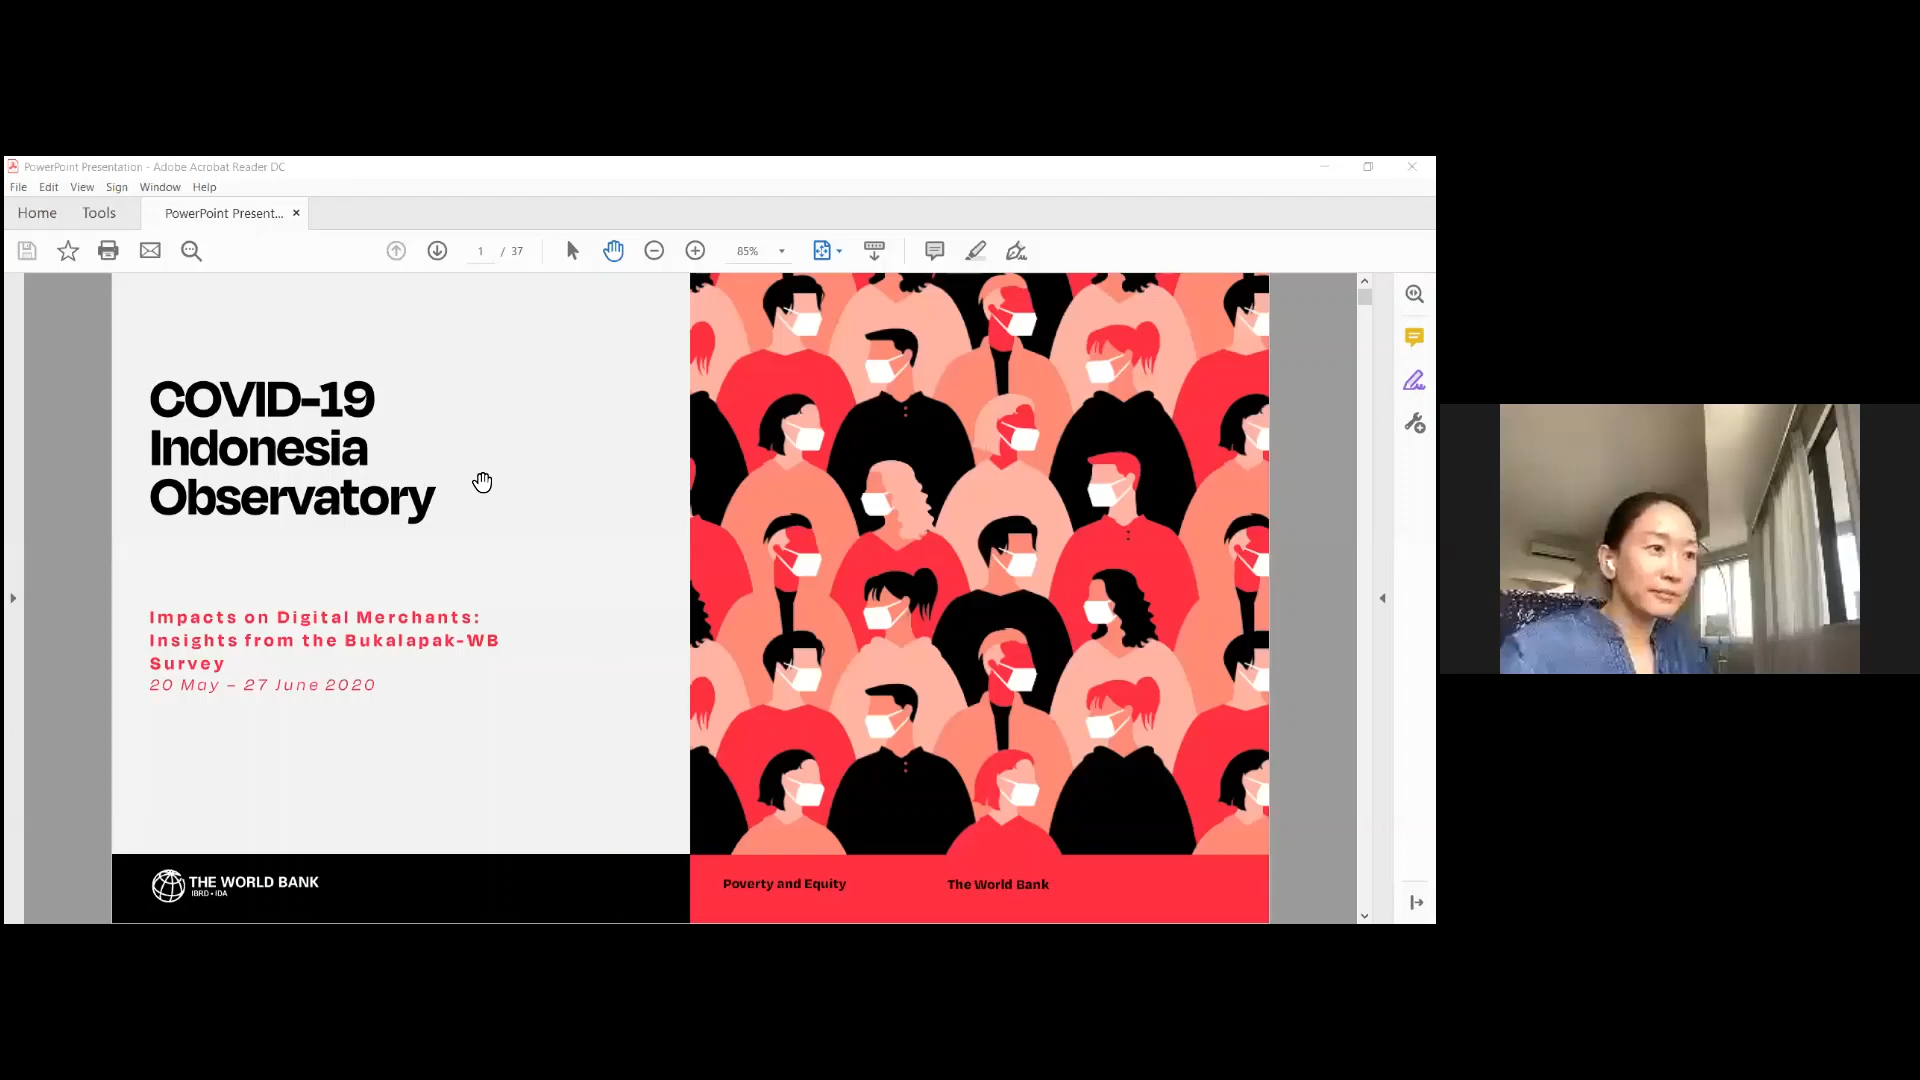 PowerPoint Presentation - Adobe Acrobat Reader DC
File Edit View Sign Window Help
Home Tools PowerPoint Present... ×
1 / 37 85%
COVID-19
Indonesia
Observatory
Impacts on Digital Merchants:
Insights from the Bukalapak-WB
Survey
20 May – 27 June 2020
THE WORLD BANK
IBRD • IDA
Poverty and Equity The World Bank